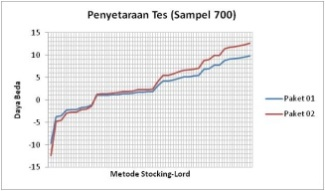 Penyetaraan Tes (Sampel 700)
15
10
5
0
-5
-10
-15
Daya Beda
Paket 01
Paket 02
Metode Stocking-Lord